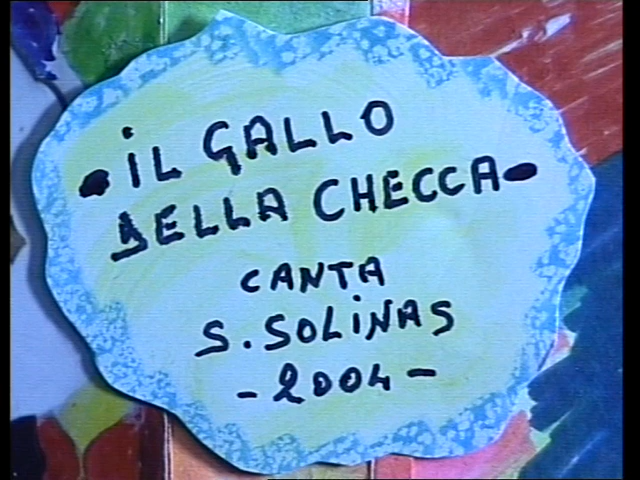 • IL GALLO
DELLA CHECCA •
CANTA
S. SOLINAS
- 2004 -